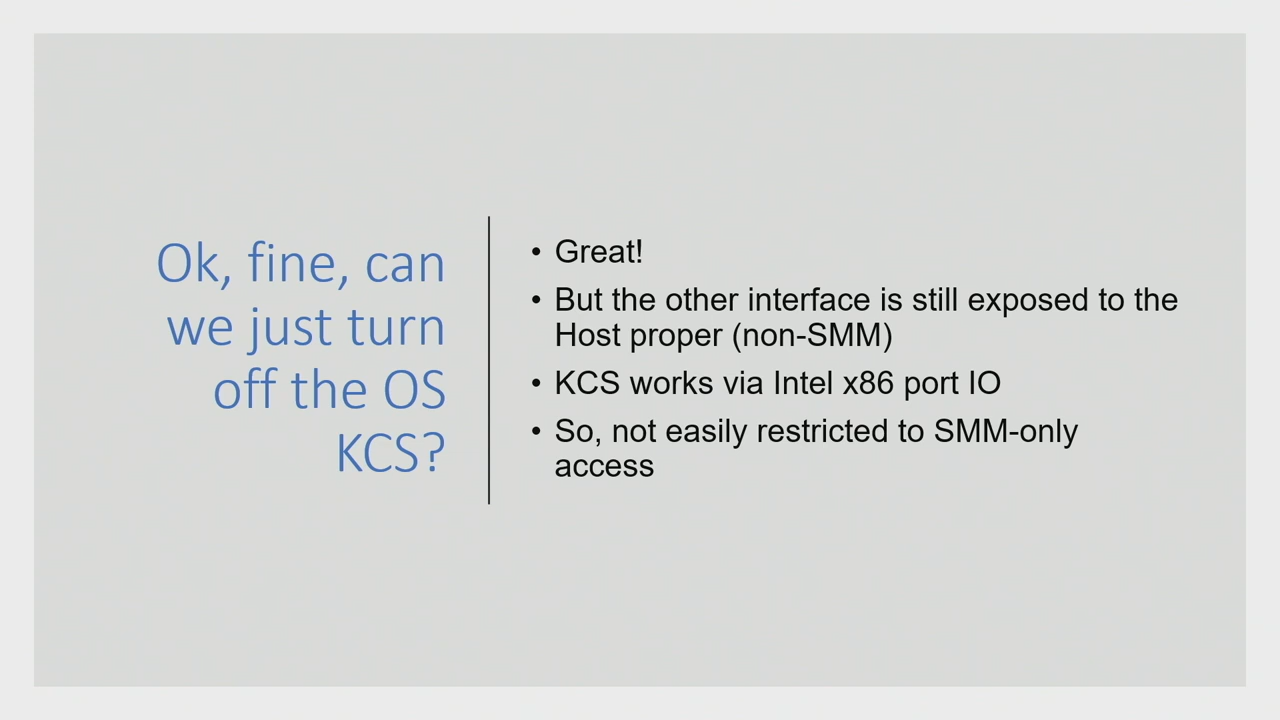 Ok, fine, can
we just turn
off the OS
KCS?
• Great!
• But the other interface is still exposed to the
Host proper (non-SMM)
• KCS works via Intel x86 port IO
• So, not easily restricted to SMM-only
access